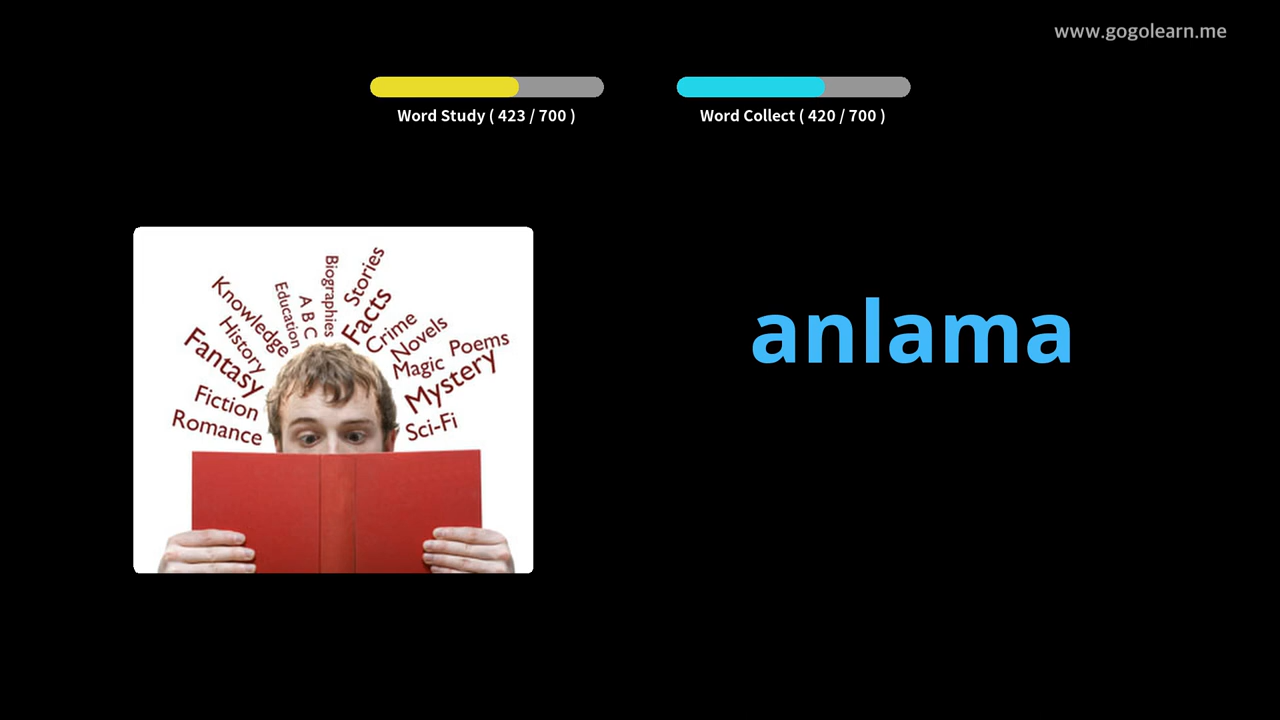 www.gogolearn.me
Word Study ( 423 / 700 )
Word Collect ( 420 / 700 )
Biographies
Stories
Education
A B C
Facts
Knowledge
Crime
History
Novels
Poems
Fantasy
Magic
Mystery
Fiction
Romance
Sci-Fi
anlama